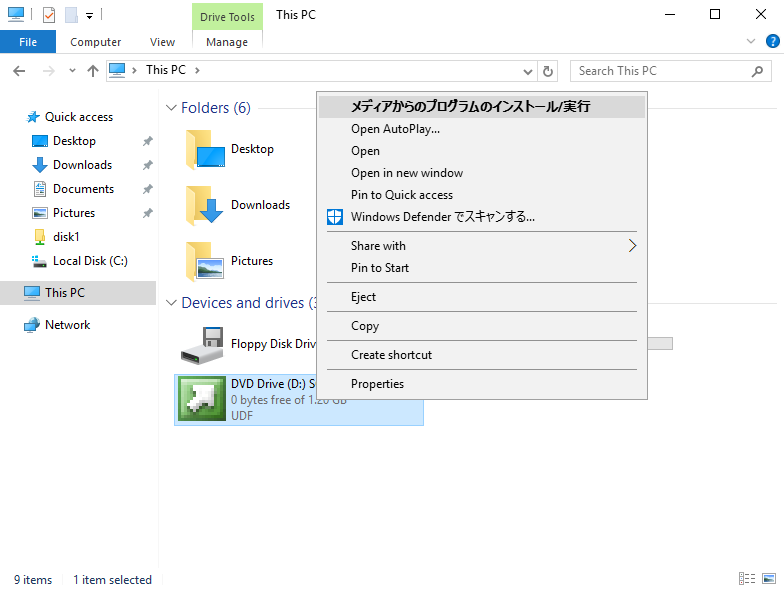 Drive Tools
This PC
File
Computer
View
Manage
This PC
Search This PC
Quick access
Desktop
Downloads
Documents
Pictures
disk1
Local Disk (C:)
This PC
Network
Folders (6)
Desktop
Downloads
Pictures
Devices and drives (
Floppy Disk Driv
DVD Drive (D:) S
0 bytes free of 1.20 GB
UDF
メディアからのプログラムのインストール/実行
Open AutoPlay...
Open
Open in new window
Pin to Quick access
Windows Defender でスキャンする...
Share with
Pin to Start
Eject
Copy
Create shortcut
Properties
9 items
1 item selected